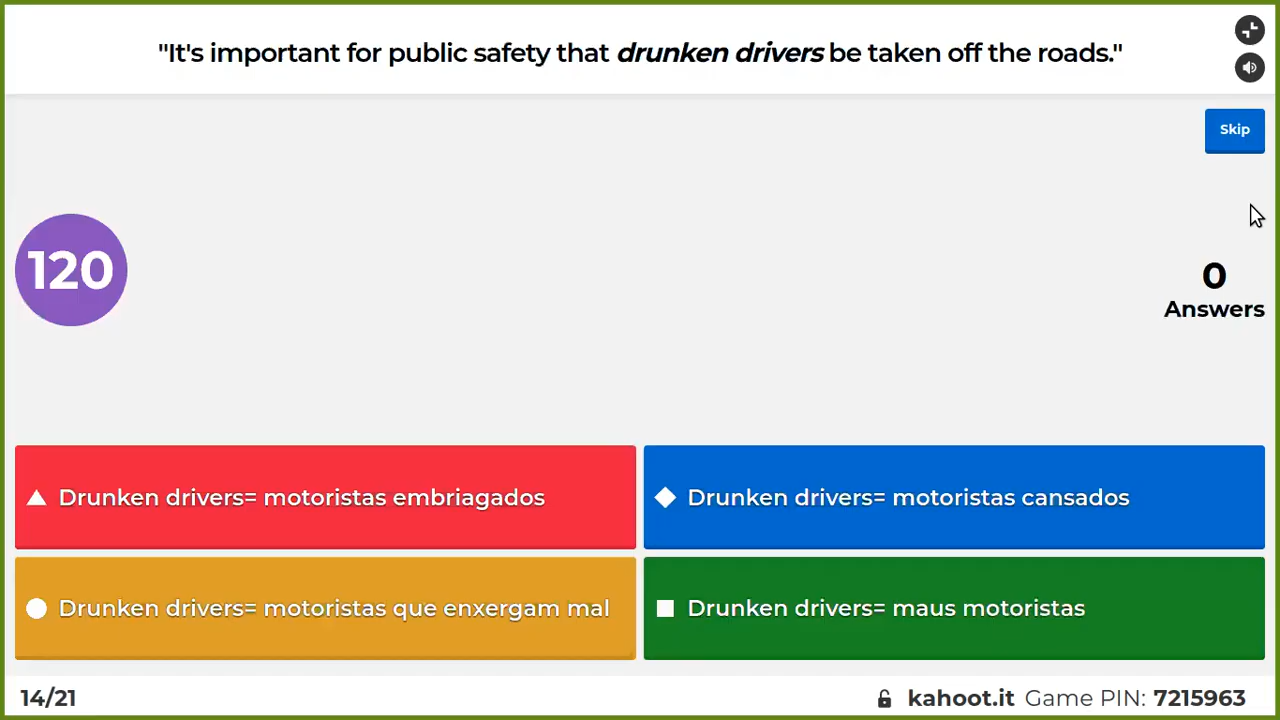 "It's important for public safety that drunken drivers be taken off the roads."
Skip
120
0
Answers
Drunken drivers= motoristas embriagados
Drunken drivers= motoristas cansados
Drunken drivers= motoristas que enxergam mal
Drunken drivers= maus motoristas
14/21
kahoot.it Game PIN: 7215963